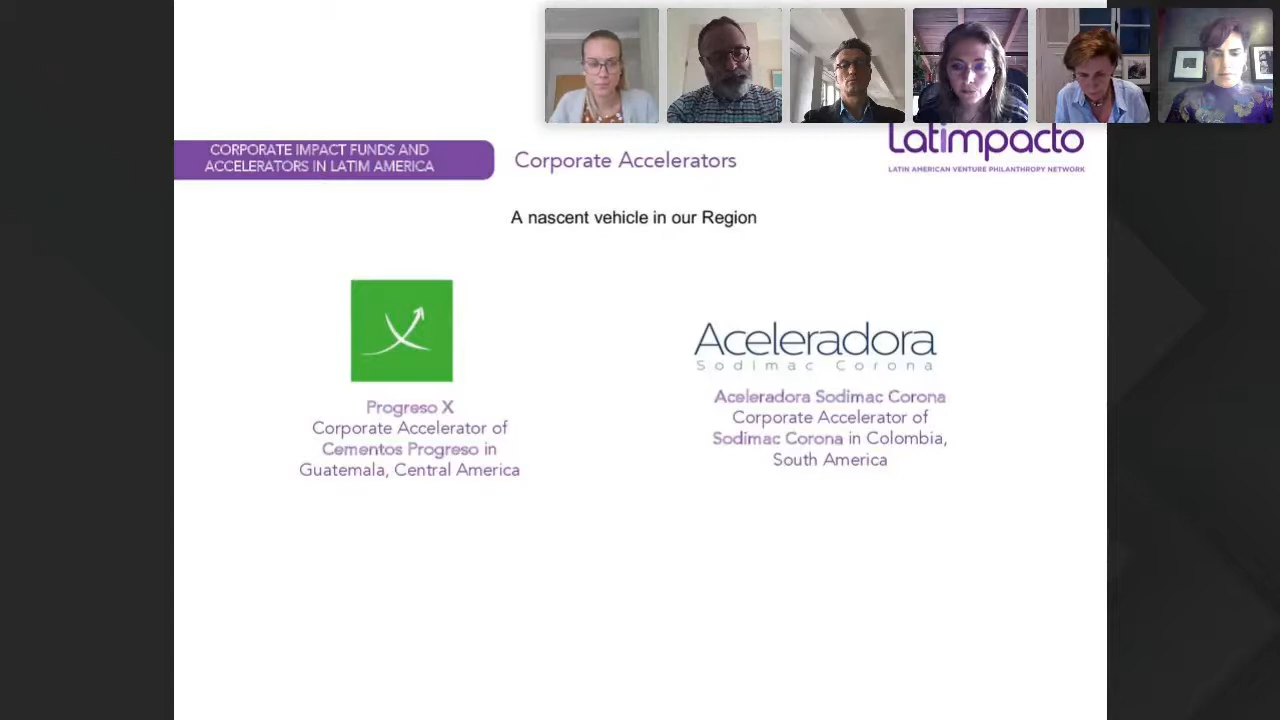 CORPORATE IMPACT FUNDS AND
ACCELERATORS IN LATIM AMERICA
Corporate Accelerators
Latimpacto
LATIN AMERICAN VENTURE PHILANTHROPY NETWORK
A nascent vehicle in our Region
Progreso X
Corporate Accelerator of
Cementos Progreso in
Guatemala, Central America
Aceleradora
Sodimac Corona
Aceleradora Sodimac Corona
Corporate Accelerator of
Sodimac Corona in Colombia,
South America